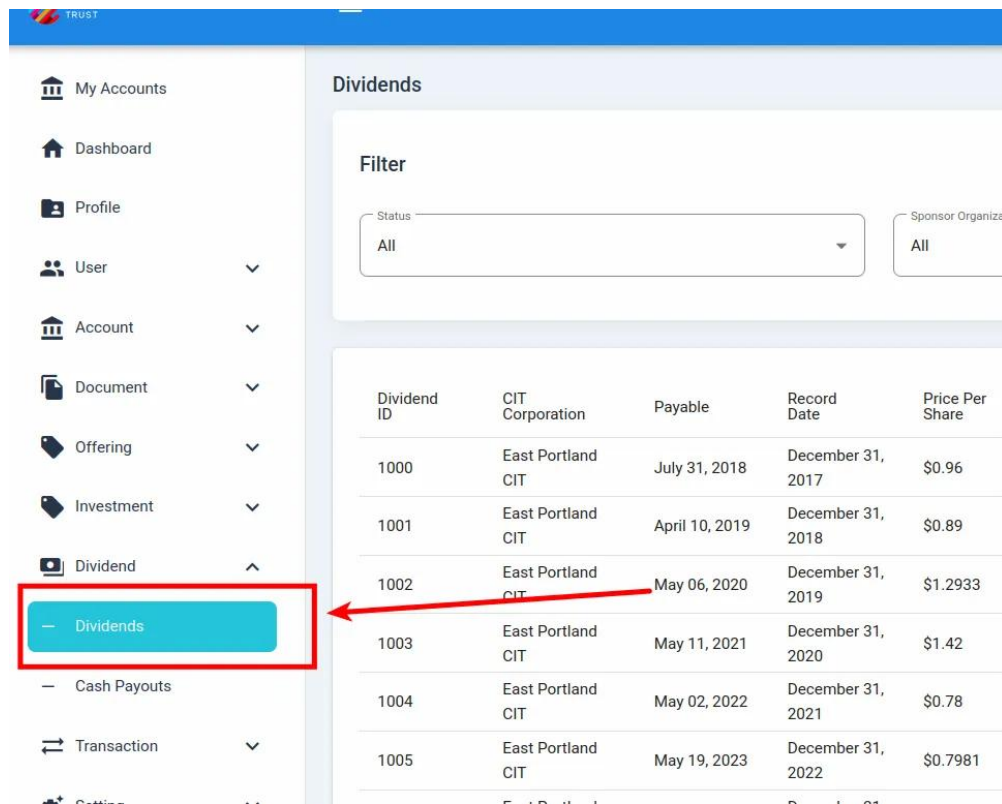 TRUST
My Accounts
Dashboard
Profile
User
Account
Document
Offering
Investment
Dividend
Dividends
Cash Payouts
Transaction
Setting
Dividends
Filter
Status
All
Sponsor Organiza
All
Dividend ID
CIT Corporation
Payable
Record Date
Price Per Share
1000 East Portland CIT July 31, 2018 December 31, 2017 $0.96
1001 East Portland CIT April 10, 2019 December 31, 2018 $0.89
1002 East Portland CIT May 06, 2020 December 31, 2019 $1.2933
1003 East Portland CIT May 11, 2021 December 31, 2020 $1.42
1004 East Portland CIT May 02, 2022 December 31, 2021 $0.78
1005 East Portland CIT May 19, 2023 December 31, 2022 $0.7981